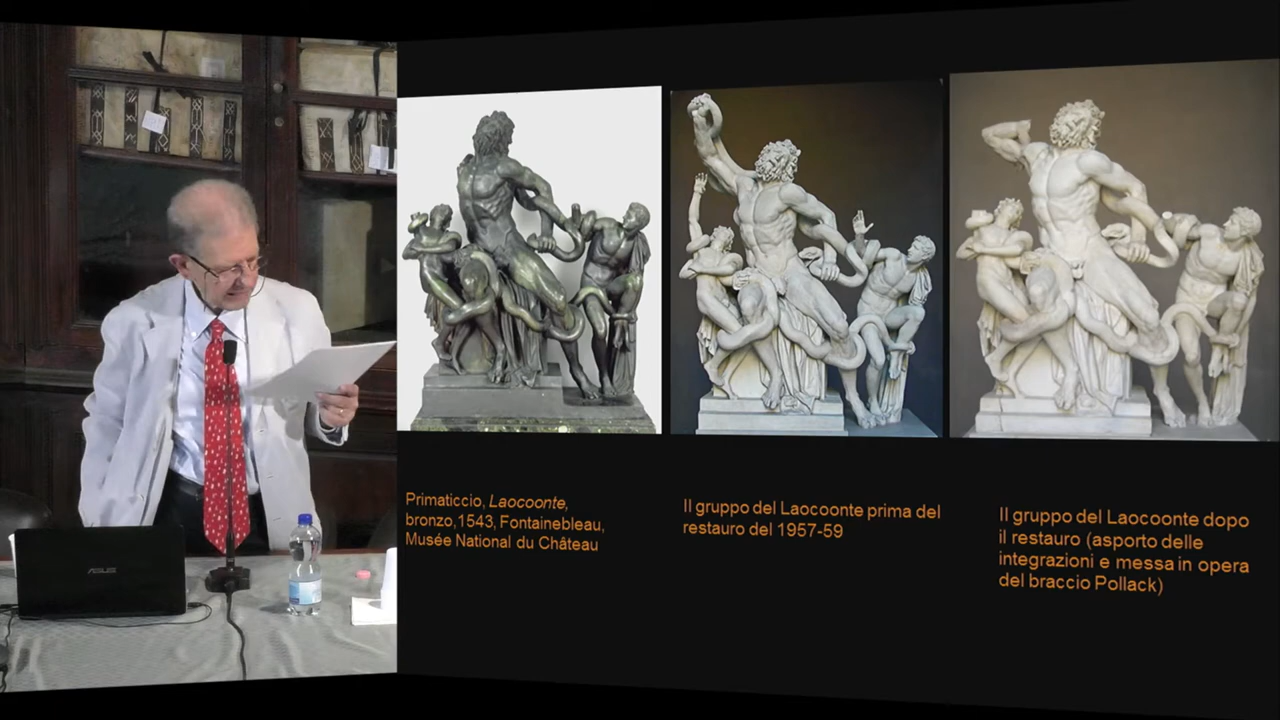 Primaticcio, Laocoonte,
bronzo,1543, Fontainebleau,
Musée National du Château
Il gruppo del Laocoonte prima del
restauro del 1957-59
Il gruppo del Laocoonte dopo
il restauro (asporto delle
integrazioni e messa in opera
del braccio Pollack)
ASUS